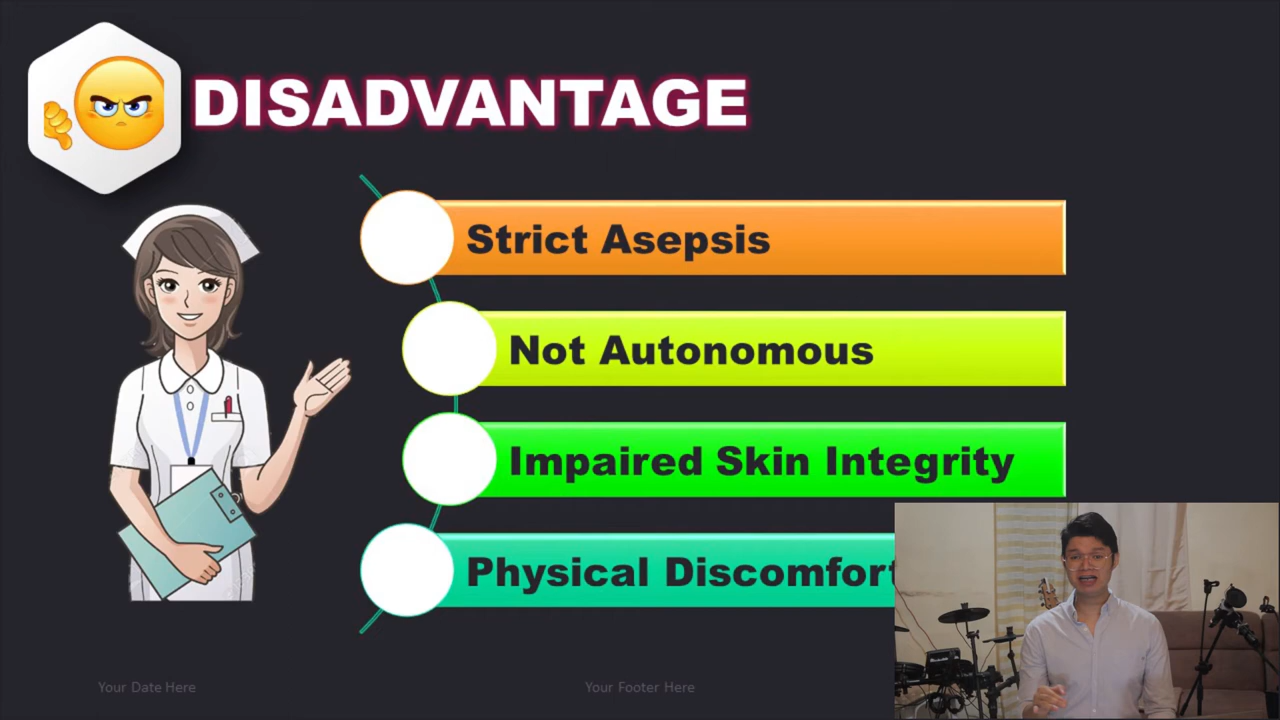 DISADVANTAGE
Strict Asepsis
Not Autonomous
Impaired Skin Integrity
Physical Discomfort
Your Date Here
Your Footer Here